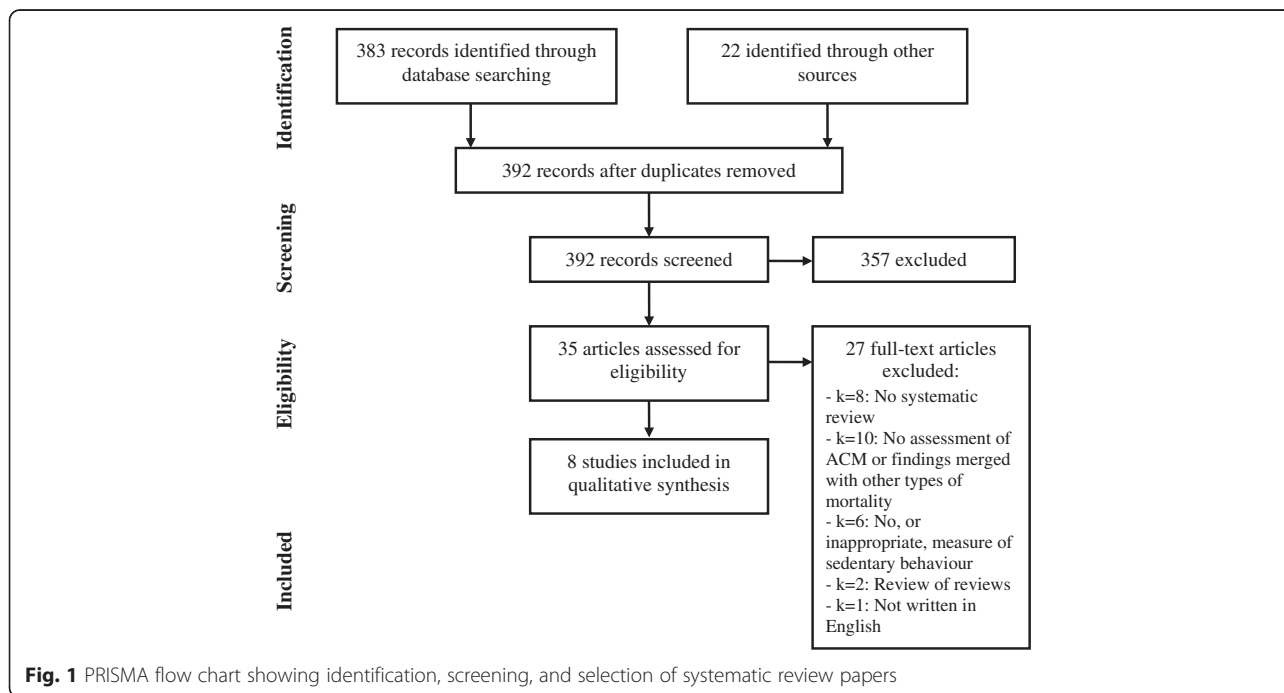 Identification
383 records identified through
database searching
22 identified through other
sources
392 records after duplicates removed
Screening
392 records screened
357 excluded
Eligibility
35 articles assessed for
eligibility
27 full-text articles
excluded:
- k=8: No systematic
review
- k=10: No assessment of
ACM or findings merged
with other types of
mortality
- k=6: No, or
inappropriate, measure of
sedentary behaviour
- k=2: Review of reviews
- k=1: Not written in
English
Included
8 studies included in
qualitative synthesis
Fig. 1 PRISMA flow chart showing identification, screening, and selection of systematic review papers